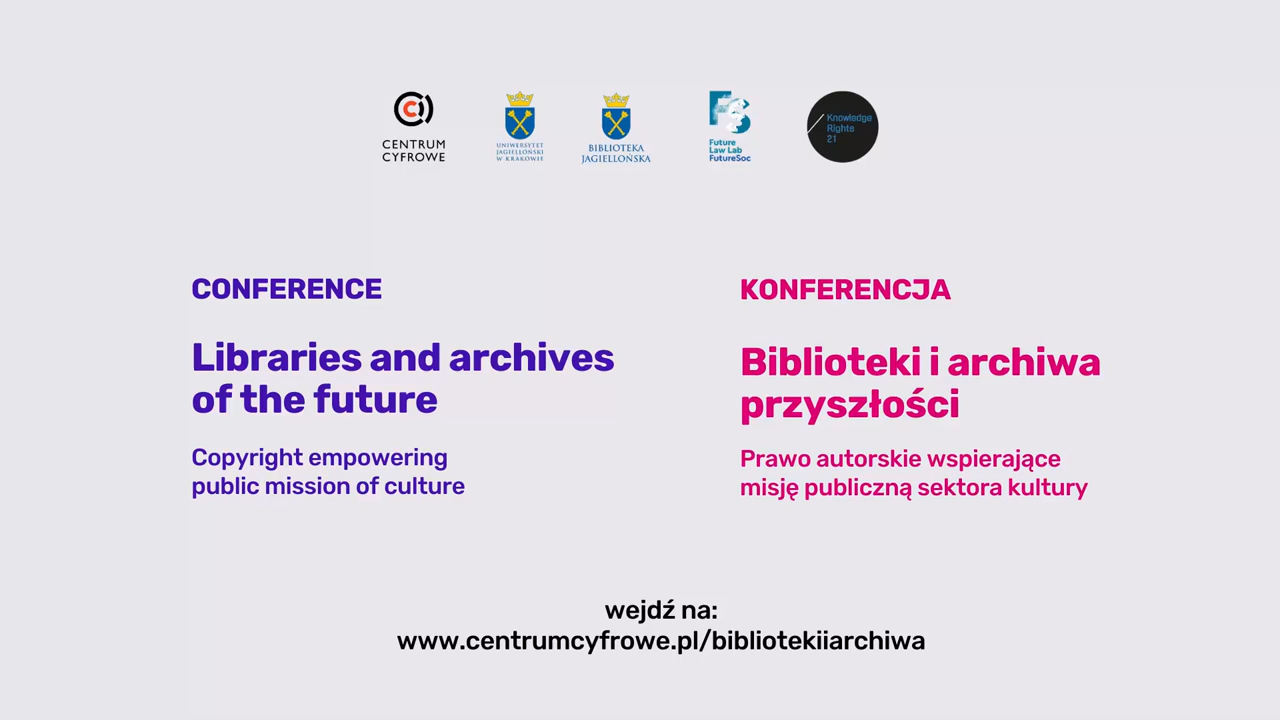 CENTRUM
CYFROWE
UNIWERSYTET
JAGIELLOŃSKI
W KRAKOWIE
BIBLIOTEKA
JAGIELLOŃSKA
Future
Law Lab
FutureSoc
Knowledge
Rights
21
CONFERENCE
Libraries and archives
of the future
Copyright empowering
public mission of culture
KONFERENCJA
Biblioteki i archiwa
przyszłości
Prawo autorskie wspierające
misję publiczną sektora kultury
wejdź na:
www.centrumcyfrowe.pl/bibliotekiiarchiwa